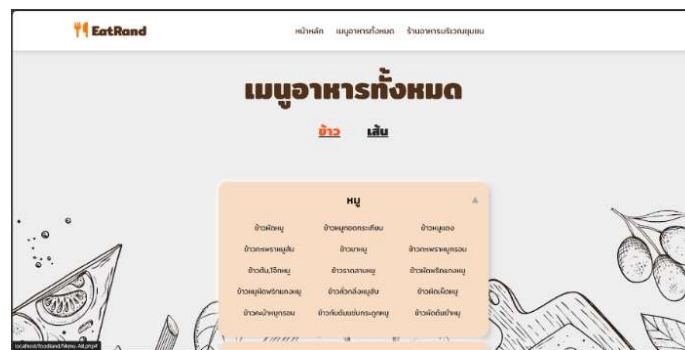 EatRand
หน้าหลัก เมนูอาหารทั้งหมด ร้านอาหารบริเวณชุมชน
เมนูอาหารทั้งหมด
ข้าว เส้น
หมู
ข้าวผัดหมู ข้าวหมูทอดกระเทียม ข้าวหมูแดง
ข้าวกะเพราหมูสับ ข้าวขาหมู ข้าวกะเพราหมูกรอบ
ข้าวต้ม,โจ๊กหมู ข้าวราดสามหมู ข้าวผัดพริกแกงหมู
ข้าวหมูผัดพริกแกงหมู ข้าวคั่วกลิ้งหมูสับ ข้าวผัดเผ็ดหมู
ข้าวคะน้าหมูกรอบ ข้าวกับต้มแซ่บกระดูกหมู ข้าวผัดต้มยำหมู